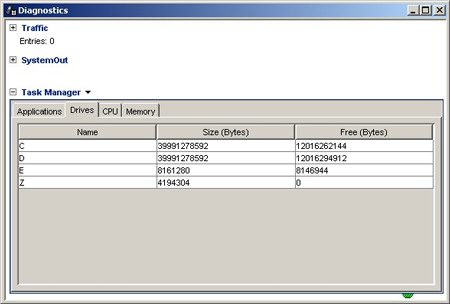 Diagnostics
Traffic
Entries: 0
SystemOut
Task Manager
Applications Drives CPU Memory
Name Size (Bytes) Free (Bytes)
C 39991278592 12016262144
D 39991278592 12016294912
E 8161280 8146944
Z 4194304 0